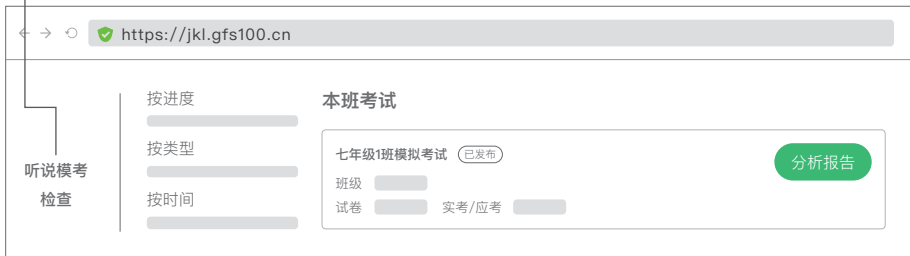 https://jkl.gfs100.cn
听说模考
检查
按进度
按类型
按时间
本班考试
七年级1班模拟考试 已发布
分析报告
班级
试卷 实考/应考